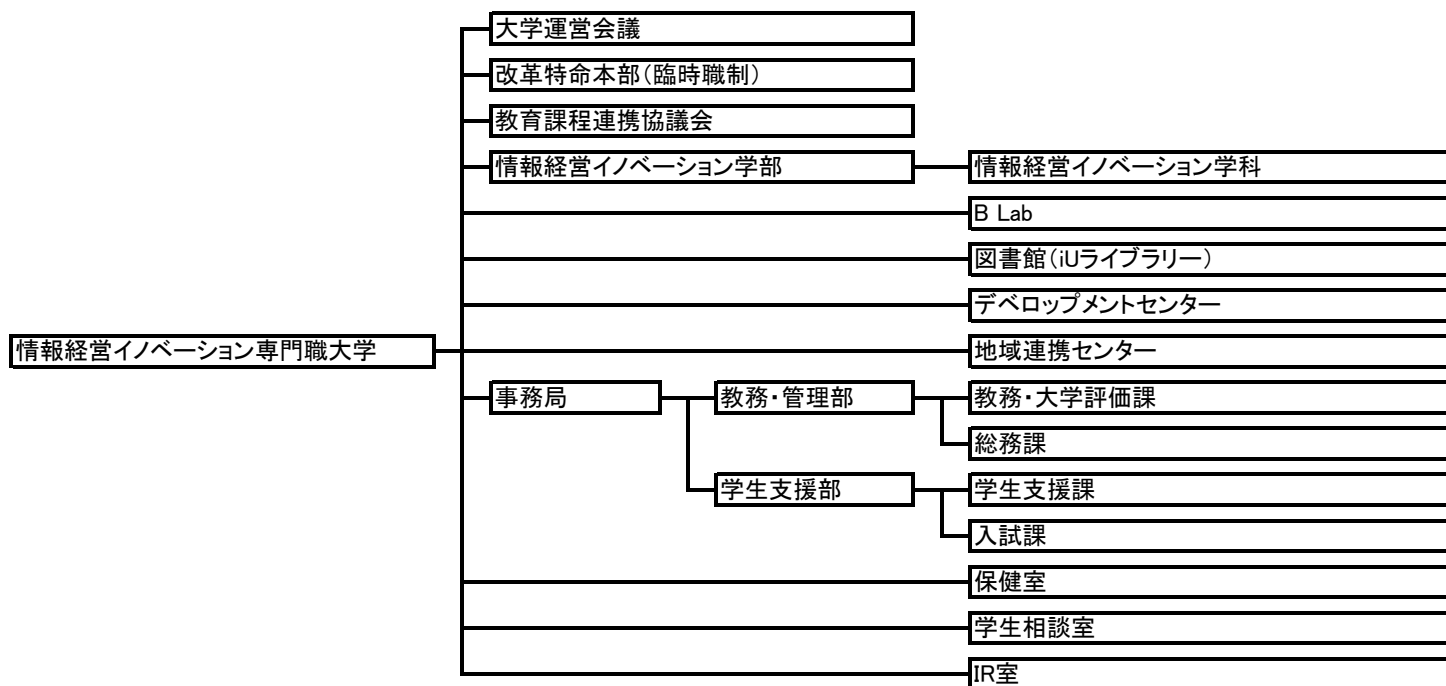 大学運営会議
改革特命本部（臨時職制）
教育課程連携協議会
情報経営イノベーション学部
情報経営イノベーション学科
B Lab
図書館（iUライブラリー）
デベロップメントセンター
情報経営イノベーション専門職大学
地域連携センター
事務局
教務・管理部
教務・大学評価課
総務課
学生支援部
学生支援課
入試課
保健室
学生相談室
IR室